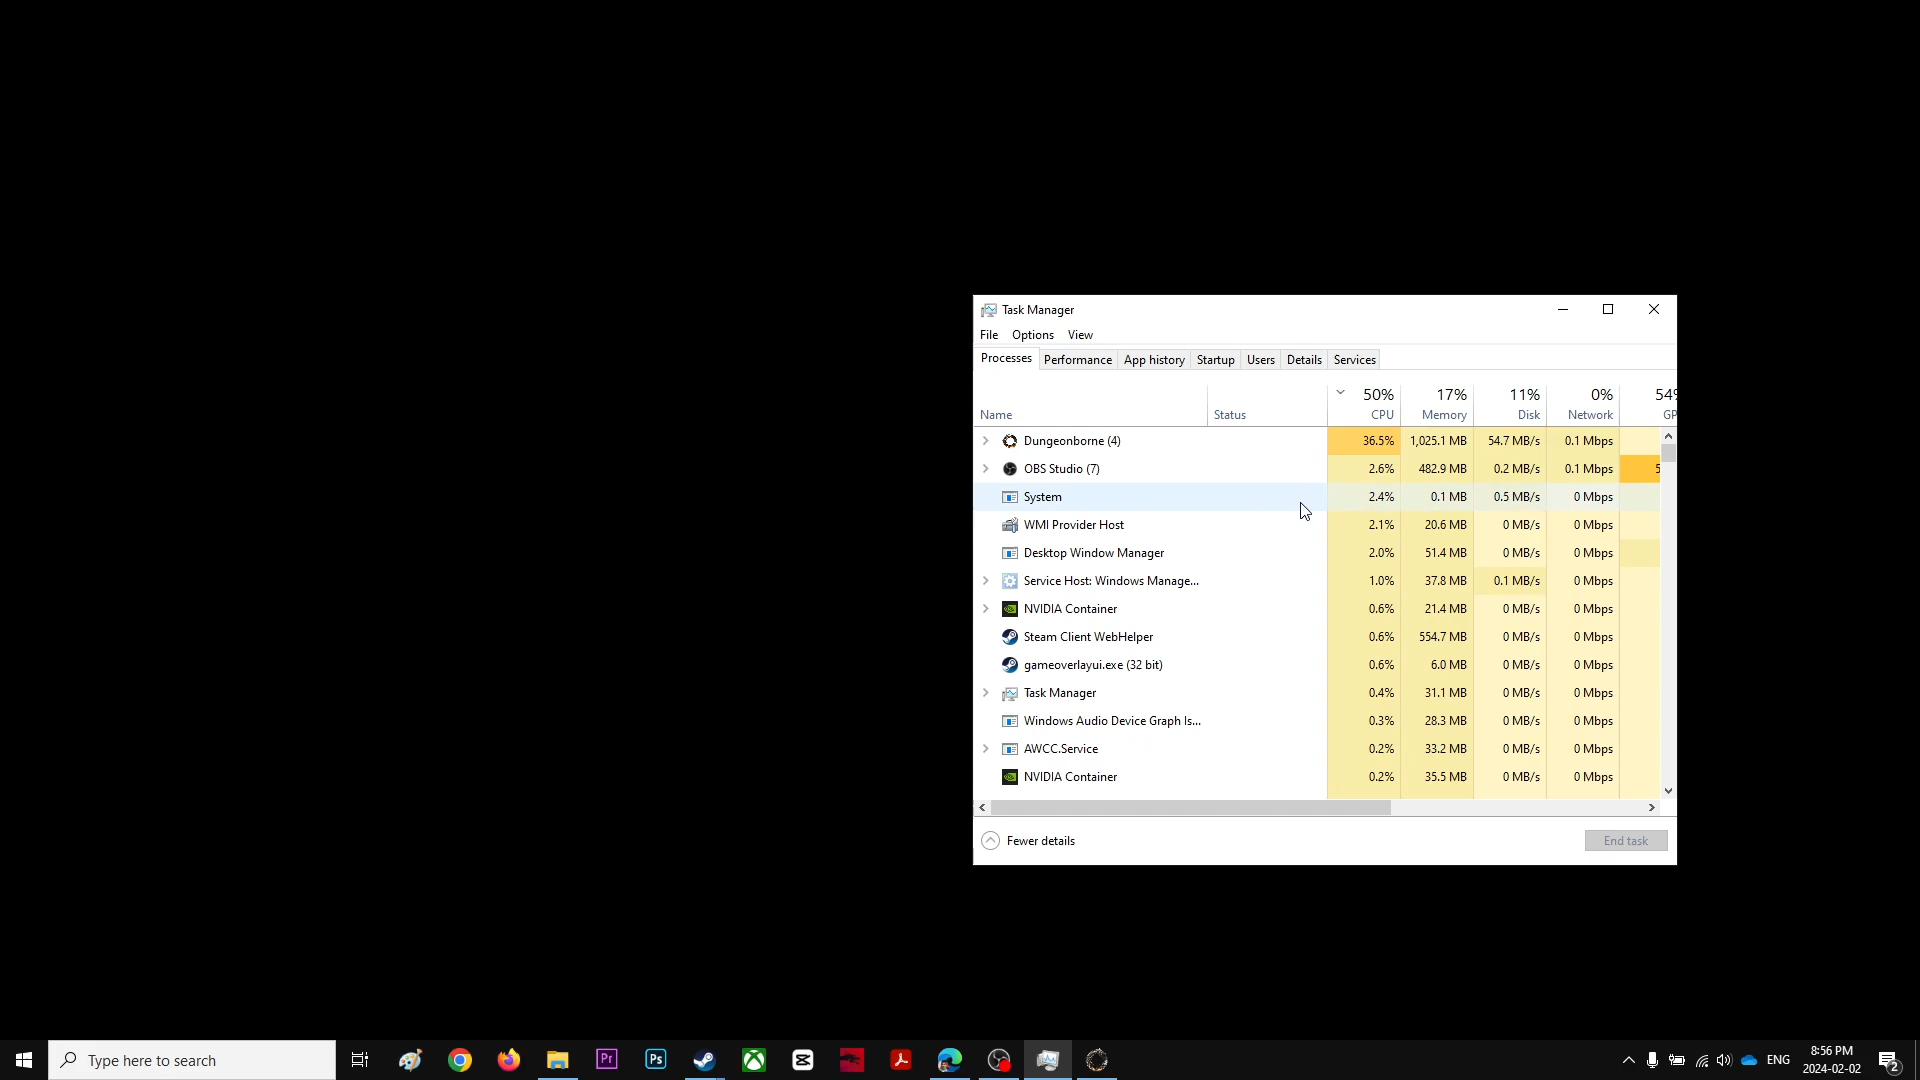 Task Manager
File Options View
Processes Performance App history Startup Users Details Services
50% 17% 11% 0% 54%
Name Status CPU Memory Disk Network GP
Dungeonborne (4) 36.5% 1,025.1 MB 54.7 MB/s 0.1 Mbps
OBS Studio (7) 2.6% 482.9 MB 0.2 MB/s 0.1 Mbps 5
System 2.4% 0.1 MB 0.5 MB/s 0 Mbps
WMI Provider Host 2.1% 20.6 MB 0 MB/s 0 Mbps
Desktop Window Manager 2.0% 51.4 MB 0 MB/s 0 Mbps
Service Host: Windows Manage... 1.0% 37.8 MB 0.1 MB/s 0 Mbps
NVIDIA Container 0.6% 21.4 MB 0 MB/s 0 Mbps
Steam Client WebHelper 0.6% 554.7 MB 0 MB/s 0 Mbps
gameoverlayui.exe (32 bit) 0.6% 6.0 MB 0 MB/s 0 Mbps
Task Manager 0.4% 31.1 MB 0 MB/s 0 Mbps
Windows Audio Device Graph Is... 0.3% 28.3 MB 0 MB/s 0 Mbps
AWCC.Service 0.2% 33.2 MB 0 MB/s 0 Mbps
NVIDIA Container 0.2% 35.5 MB 0 MB/s 0 Mbps
Fewer details End task
Type here to search Pr Ps ENG 8:56 PM
2024-02-02 2